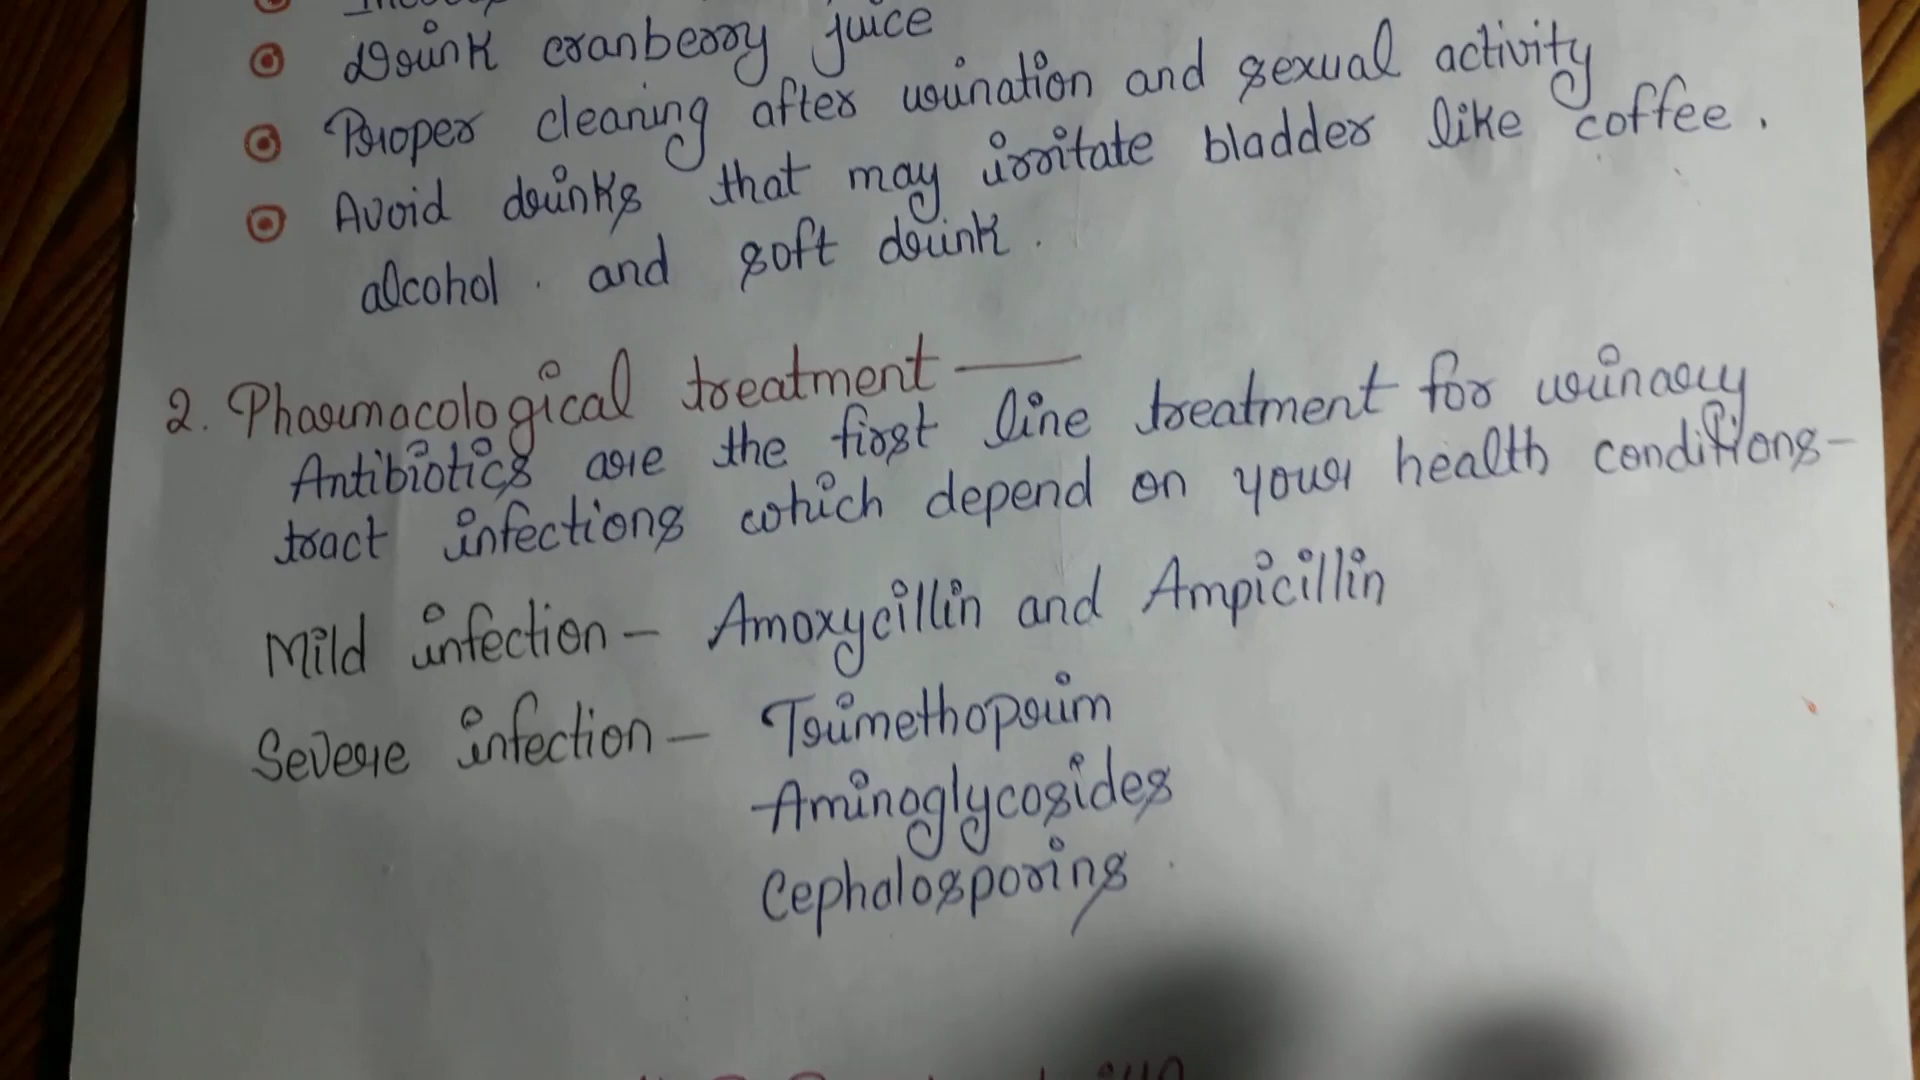 Drink cranberry juice
Proper cleaning after urination and sexual activity
Avoid drinks that may irritate bladder like coffee.
alcohol. and soft drink.
2. Pharmacological treatment —
Antibiotics are the first line treatment for urinary
tract infections which depend on your health conditions-
Mild infection - Amoxycillin and Ampicillin
Severe infection - Trimethoprim
Aminoglycosides
Cephalosporins